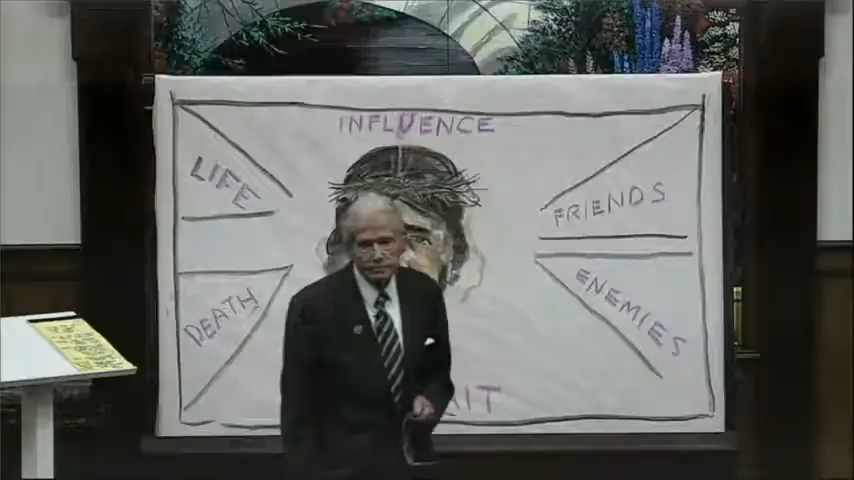 INFLUENCE
LIFE
FRIENDS
DEATH
ENEMIES